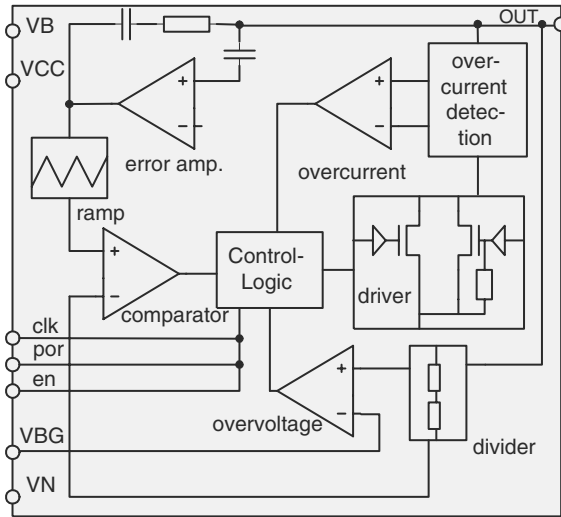 VB
OUT
VCC
over-
current
detec-
tion
+
−
error amp.
+
−
overcurrent
ramp
+
−
comparator
Control-
Logic
driver
clk
por
en
+
−
overvoltage
VBG
divider
VN